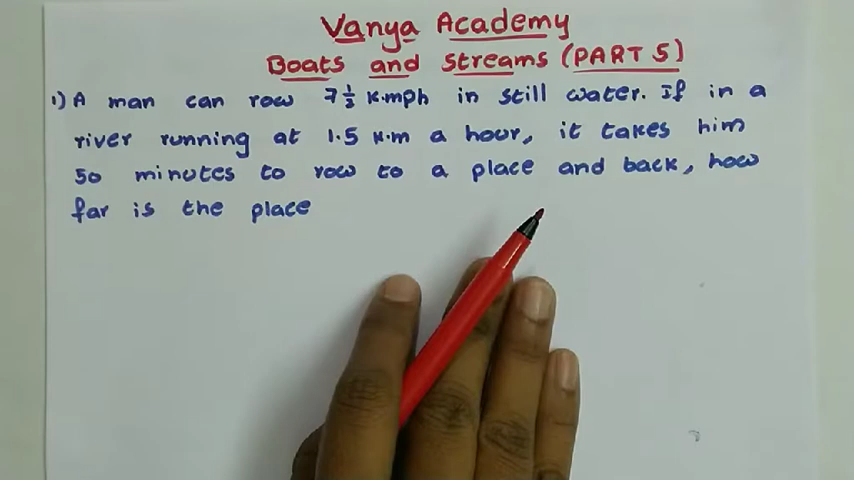 Vanya Academy
Boats and streams (PART 5)
1) A man can row 7 1/2 K.mph in still water. If in a
river running at 1.5 K.m a hour, it takes him
50 minutes to row to a place and back, how
far is the place